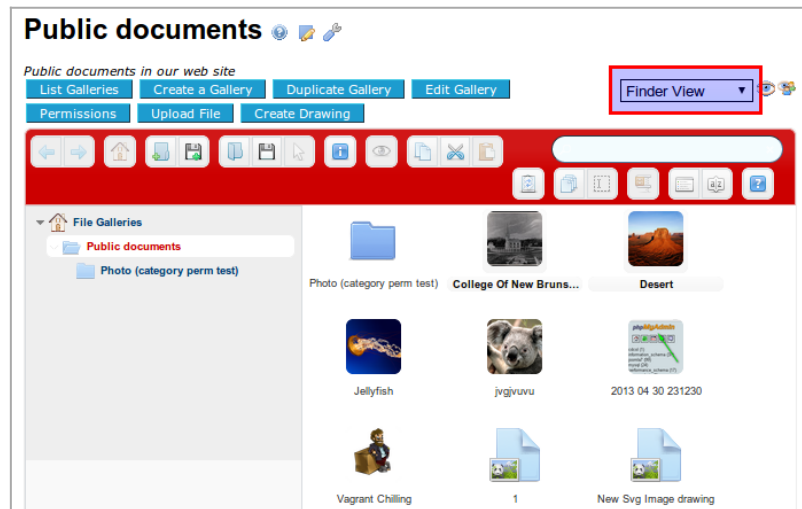 Public documents
Public documents in our web site
List Galleries Create a Gallery Duplicate Gallery Edit Gallery
Finder View
Permissions Upload File Create Drawing
File Galleries
Public documents
Photo (category perm test)
Photo (category perm test) College Of New Bruns... Desert
phpMyAdmin
Jellyfish jvgjvuvu 2013 04 30 231230
Vagrant Chilling 1 New Svg Image drawing